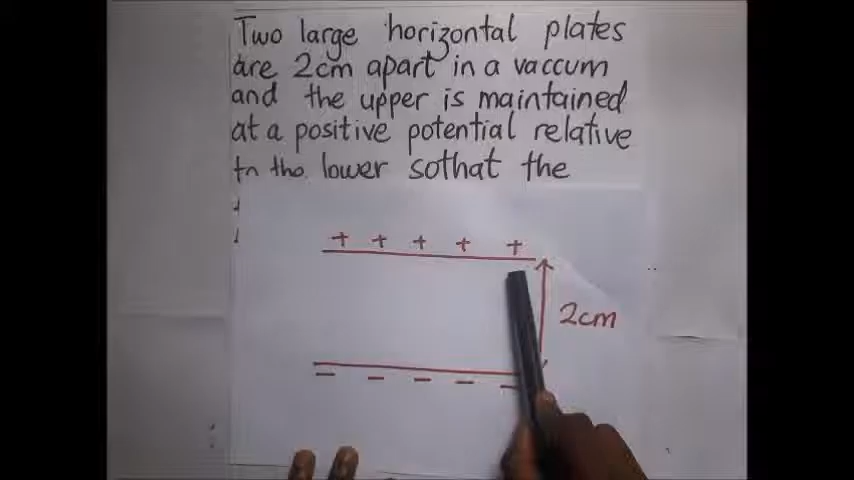 Two large horizontal plates
are 2cm apart in a vaccum
and the upper is maintained
at a positive potential relative
to the lower sothat the
+ + + + +
2cm
- - - - -